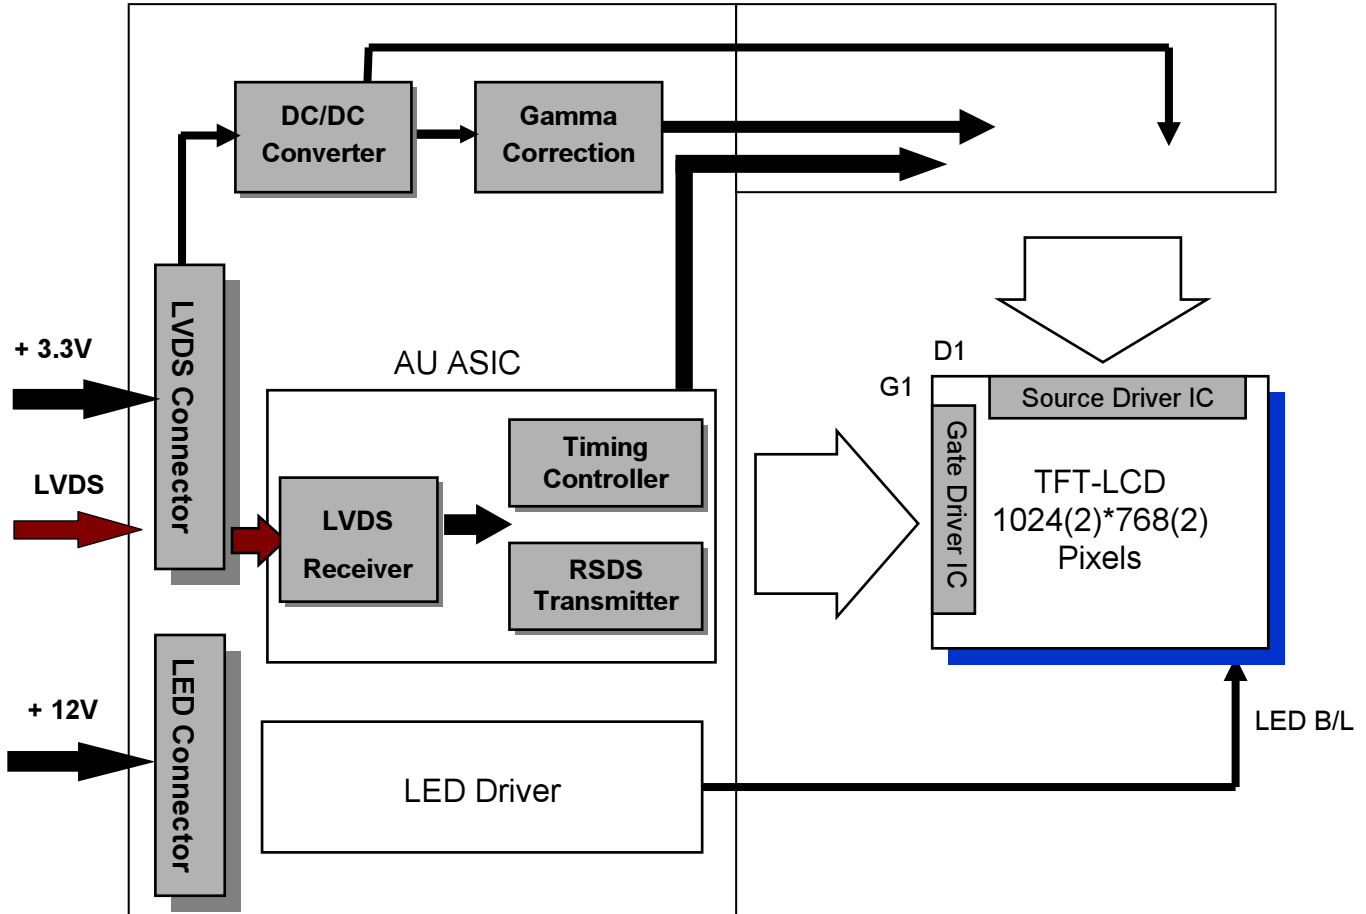 DC/DC
Converter
Gamma
Correction
+ 3.3V
LVDS Connector
AU ASIC
D1
G1
Source Driver IC
Gate Driver IC
TFT-LCD
1024(2)*768(2)
Pixels
LVDS
LVDS
Receiver
Timing
Controller
RSDS
Transmitter
+ 12V
LED Connector
LED Driver
LED B/L